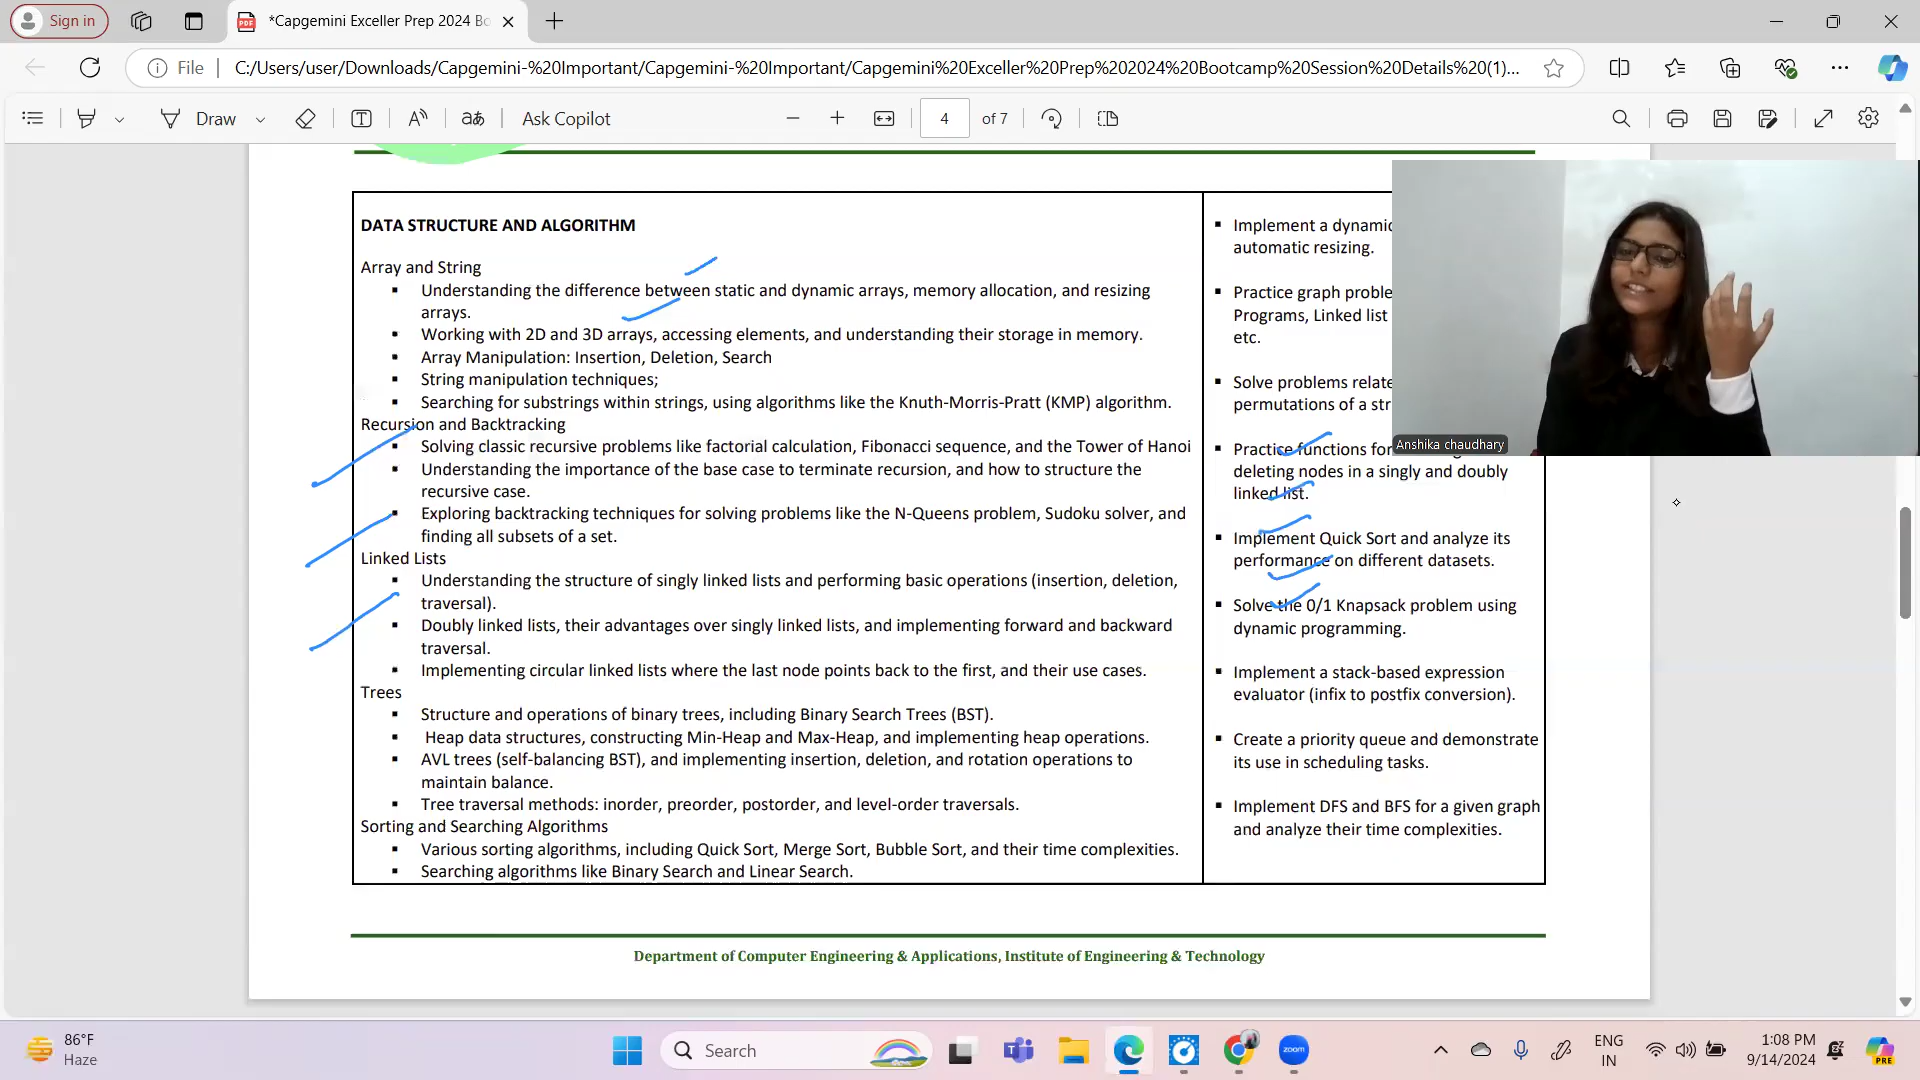 Sign in
*Capgemini Exceller Prep 2024 Bo
File
C:/Users/user/Downloads/Capgemini-%20Important/Capgemini-%20Important/Capgemini%20Exceller%20Prep%202024%20Bootcamp%20Session%20Details%20(1)...
Draw
Ask Copilot
4
of 7
DATA STRUCTURE AND ALGORITHM
Array and String
▪ Understanding the difference between static and dynamic arrays, memory allocation, and resizing
arrays.
▪ Working with 2D and 3D arrays, accessing elements, and understanding their storage in memory.
▪ Array Manipulation: Insertion, Deletion, Search
▪ String manipulation techniques;
▪ Searching for substrings within strings, using algorithms like the Knuth-Morris-Pratt (KMP) algorithm.
Recursion and Backtracking
▪ Solving classic recursive problems like factorial calculation, Fibonacci sequence, and the Tower of Hanoi
▪ Understanding the importance of the base case to terminate recursion, and how to structure the
recursive case.
▪ Exploring backtracking techniques for solving problems like the N-Queens problem, Sudoku solver, and
finding all subsets of a set.
Linked Lists
▪ Understanding the structure of singly linked lists and performing basic operations (insertion, deletion,
traversal).
▪ Doubly linked lists, their advantages over singly linked lists, and implementing forward and backward
traversal.
▪ Implementing circular linked lists where the last node points back to the first, and their use cases.
Trees
▪ Structure and operations of binary trees, including Binary Search Trees (BST).
▪ Heap data structures, constructing Min-Heap and Max-Heap, and implementing heap operations.
▪ AVL trees (self-balancing BST), and implementing insertion, deletion, and rotation operations to
maintain balance.
▪ Tree traversal methods: inorder, preorder, postorder, and level-order traversals.
Sorting and Searching Algorithms
▪ Various sorting algorithms, including Quick Sort, Merge Sort, Bubble Sort, and their time complexities.
▪ Searching algorithms like Binary Search and Linear Search.
▪ Implement a dynamic
automatic resizing.
▪ Practice graph proble
Programs, Linked list
etc.
▪ Solve problems relate
permutations of a str
▪ Practice functions for
deleting nodes in a singly and doubly
linked list.
▪ Implement Quick Sort and analyze its
performance on different datasets.
▪ Solve the 0/1 Knapsack problem using
dynamic programming.
▪ Implement a stack-based expression
evaluator (infix to postfix conversion).
▪ Create a priority queue and demonstrate
its use in scheduling tasks.
▪ Implement DFS and BFS for a given graph
and analyze their time complexities.
Anshika chaudhary
Department of Computer Engineering & Applications, Institute of Engineering & Technology
86°F
Haze
Search
zoom
ENG
IN
1:08 PM
9/14/2024
PRE